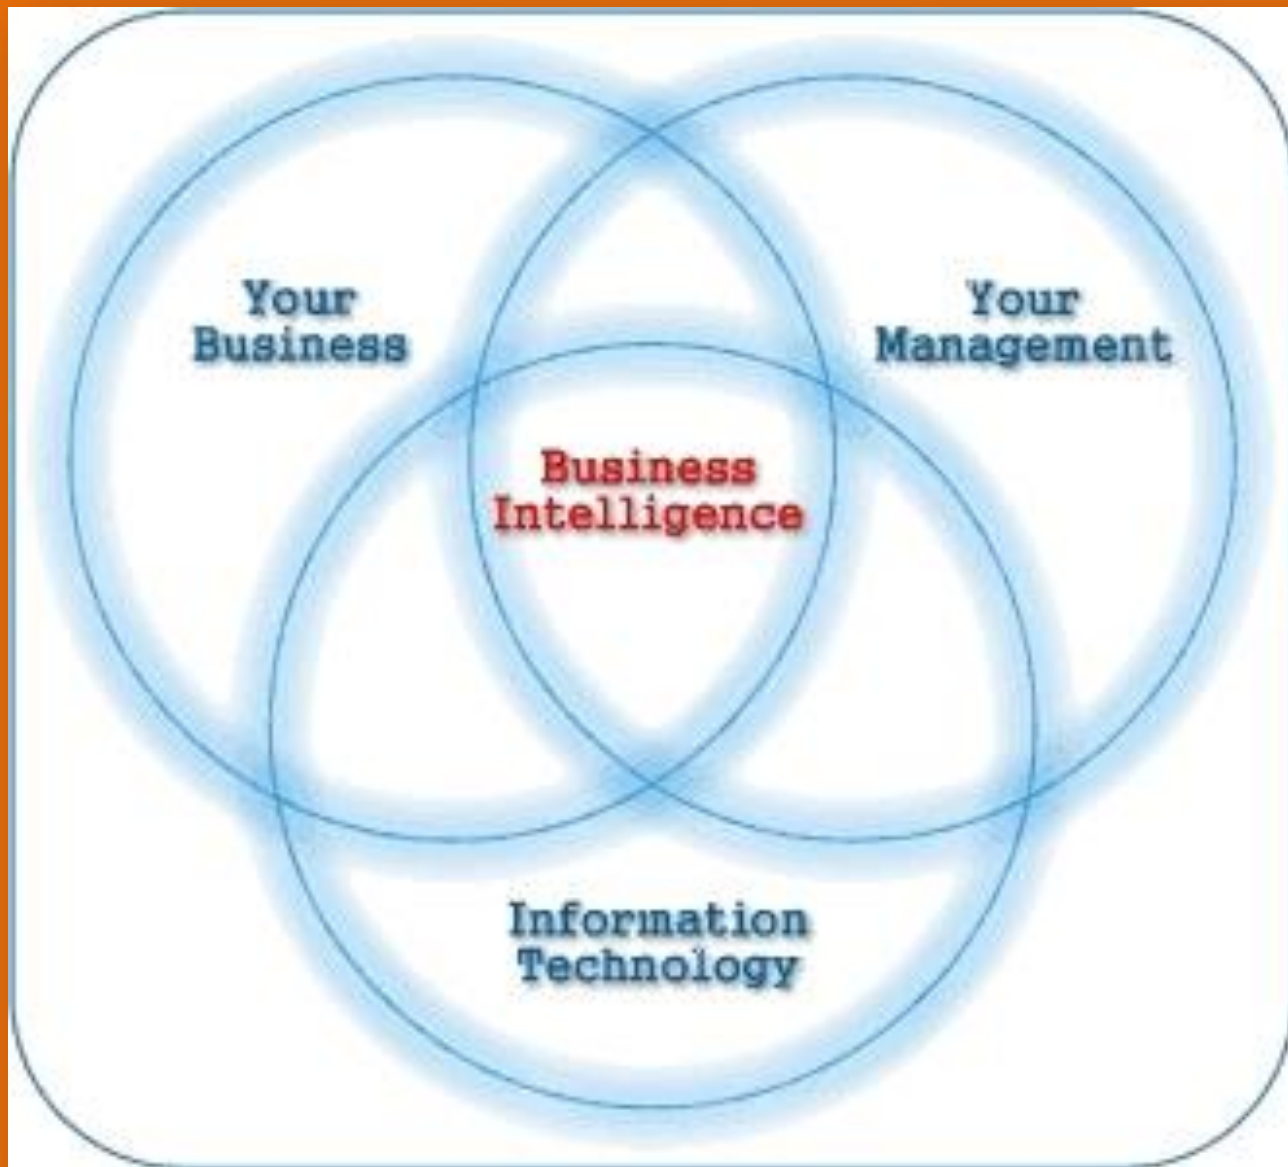 Your
Business
Your
Management
Business
Intelligence
Information
Technology